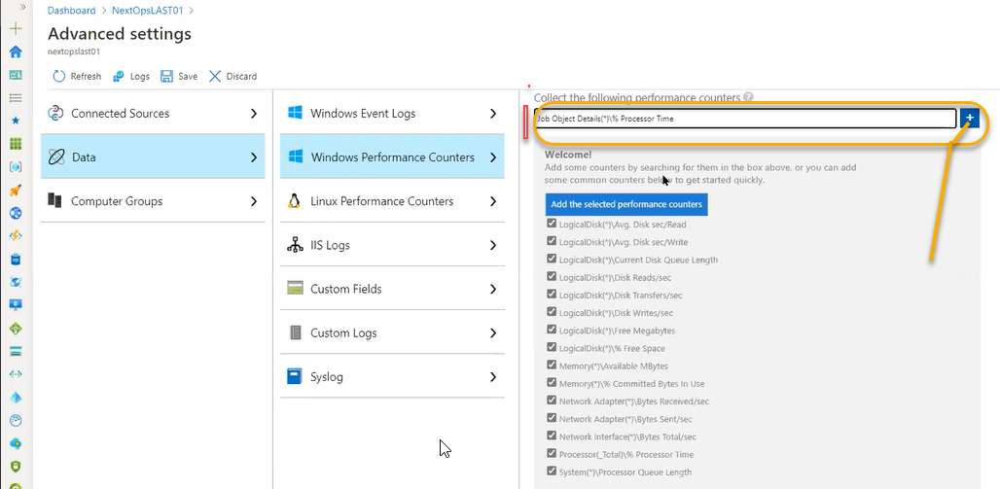 Dashboard > NextOpsLAST01 >
Advanced settings
nextopslast01
Refresh Logs Save Discard
Connected Sources
Data
Computer Groups
Windows Event Logs
Windows Performance Counters
Linux Performance Counters
IIS Logs
Custom Fields
Custom Logs
Syslog
Collect the following performance counters
Job Object Details(*)\% Processor Time
Welcome!
Add some counters by searching for them in the box above, or you can add
some common counters below to get started quickly.
Add the selected performance counters
LogicalDisk(*)\Avg. Disk sec/Read
LogicalDisk(*)\Avg. Disk sec/Write
LogicalDisk(*)\Current Disk Queue Length
LogicalDisk(*)\Disk Reads/sec
LogicalDisk(*)\Disk Transfers/sec
LogicalDisk(*)\Disk Writes/sec
LogicalDisk(*)\Free Megabytes
LogicalDisk(*)\% Free Space
Memory(*)\Available MBytes
Memory(*)\% Committed Bytes In Use
Network Adapter(*)\Bytes Received/sec
Network Adapter(*)\Bytes Sent/sec
Network Interface(*)\Bytes Total/sec
Processor(_Total)\% Processor Time
System(*)\Processor Queue Length